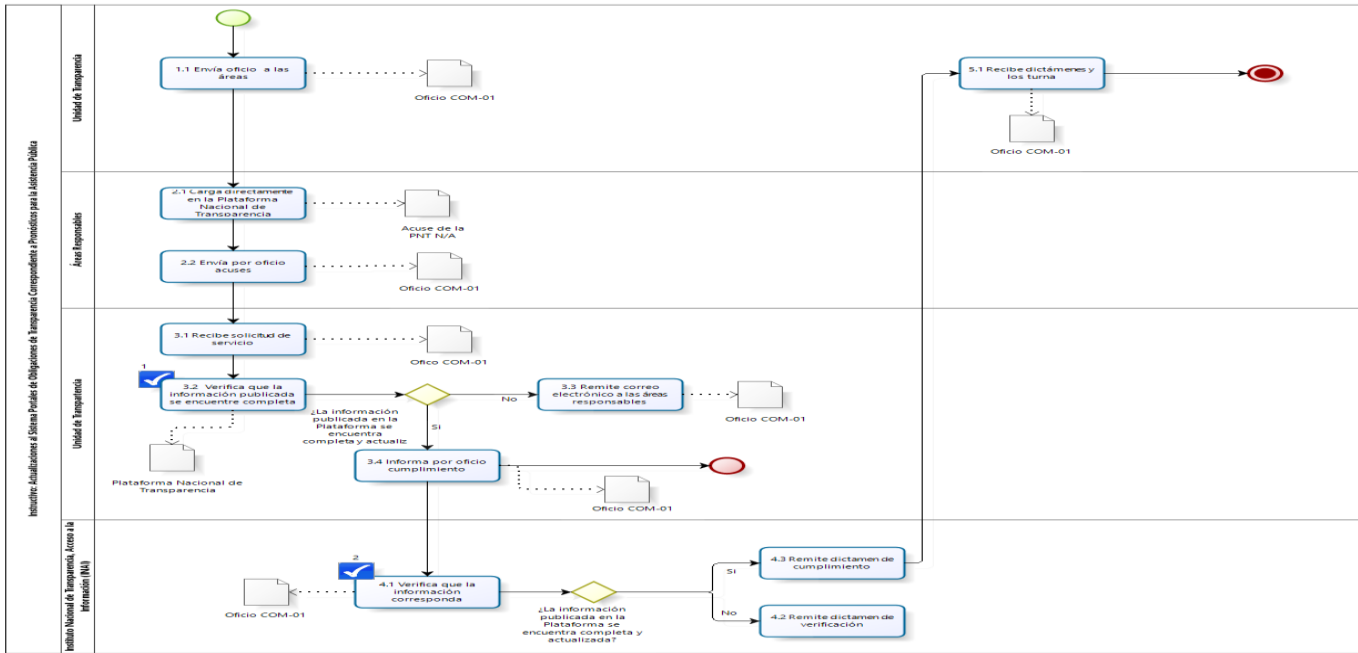 Instructivo: Actualizaciones al Sistema Portales de Obligaciones de Transparencia Correspondiente a Pronósticos para la Asistencia Pública
Unidad de Transparencia
1.1 Envía oficio a las
áreas
Oficio COM-01
5.1 Recibe dictámenes y
los turna
Oficio COM-01
Áreas Responsables
2.1 Carga directamente
en la Plataforma
Nacional de
Transparencia
Acuse de la
PNT N/A
2.2 Envía por oficio
acuses
Oficio COM-01
Unidad de Transpartencia
3.1 Recibe solicitud de
servicio
Ofico COM-01
1
3.2 Verifica que la
información publicada
se encuentre completa
Plataforma Nacional de
Transparencia
¿La información
publicada en la
Plataforma se
encuentra
completa y actualiz
No
Si
3.3 Remite correo
electrónico a las áreas
responsables
Oficio COM-01
3.4 Informa por oficio
cumplimiento
Oficio COM-01
Instituto Nacional de Transparencia, Acceso a la
Información (INAI)
2
4.1 Verifica que la
información
corresponda
Oficio COM-01
¿La información
publicada en la
Plataforma se
encuentra completa y
actualizada?
Si
No
4.3 Remite dictamen de
cumplimiento
4.2 Remite dictamen de
verificación